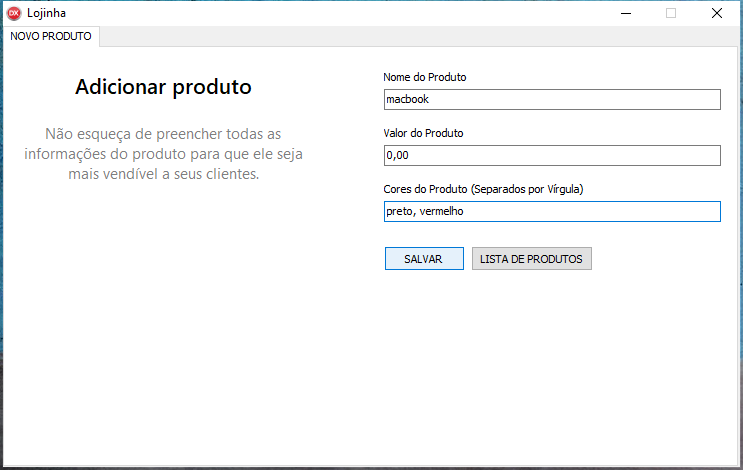 DX Lojinha
NOVO PRODUTO
Adicionar produto
Não esqueça de preencher todas as
informações do produto para que ele seja
mais vendível a seus clientes.
Nome do Produto
macbook
Valor do Produto
0,00
Cores do Produto (Separados por Vírgula)
preto, vermelho
SALVAR
LISTA DE PRODUTOS